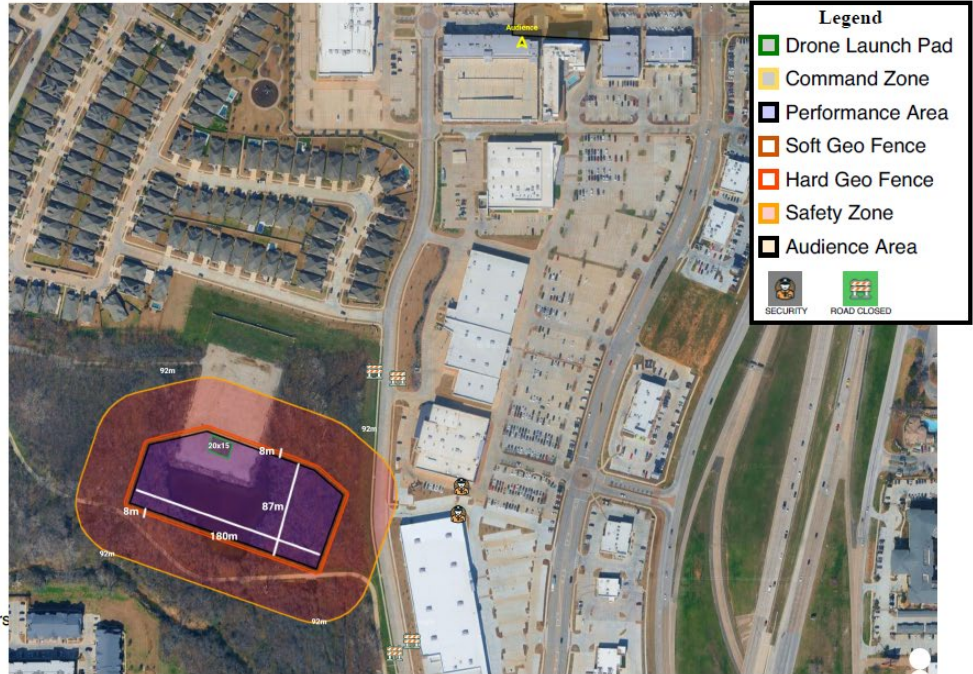 Audience
Legend
Drone Launch Pad
Command Zone
Performance Area
Soft Geo Fence
Hard Geo Fence
Safety Zone
Audience Area
SECURITY
ROAD CLOSED
92m
92m
20x15
8m
87m
8m
180m
92m
92m
rs